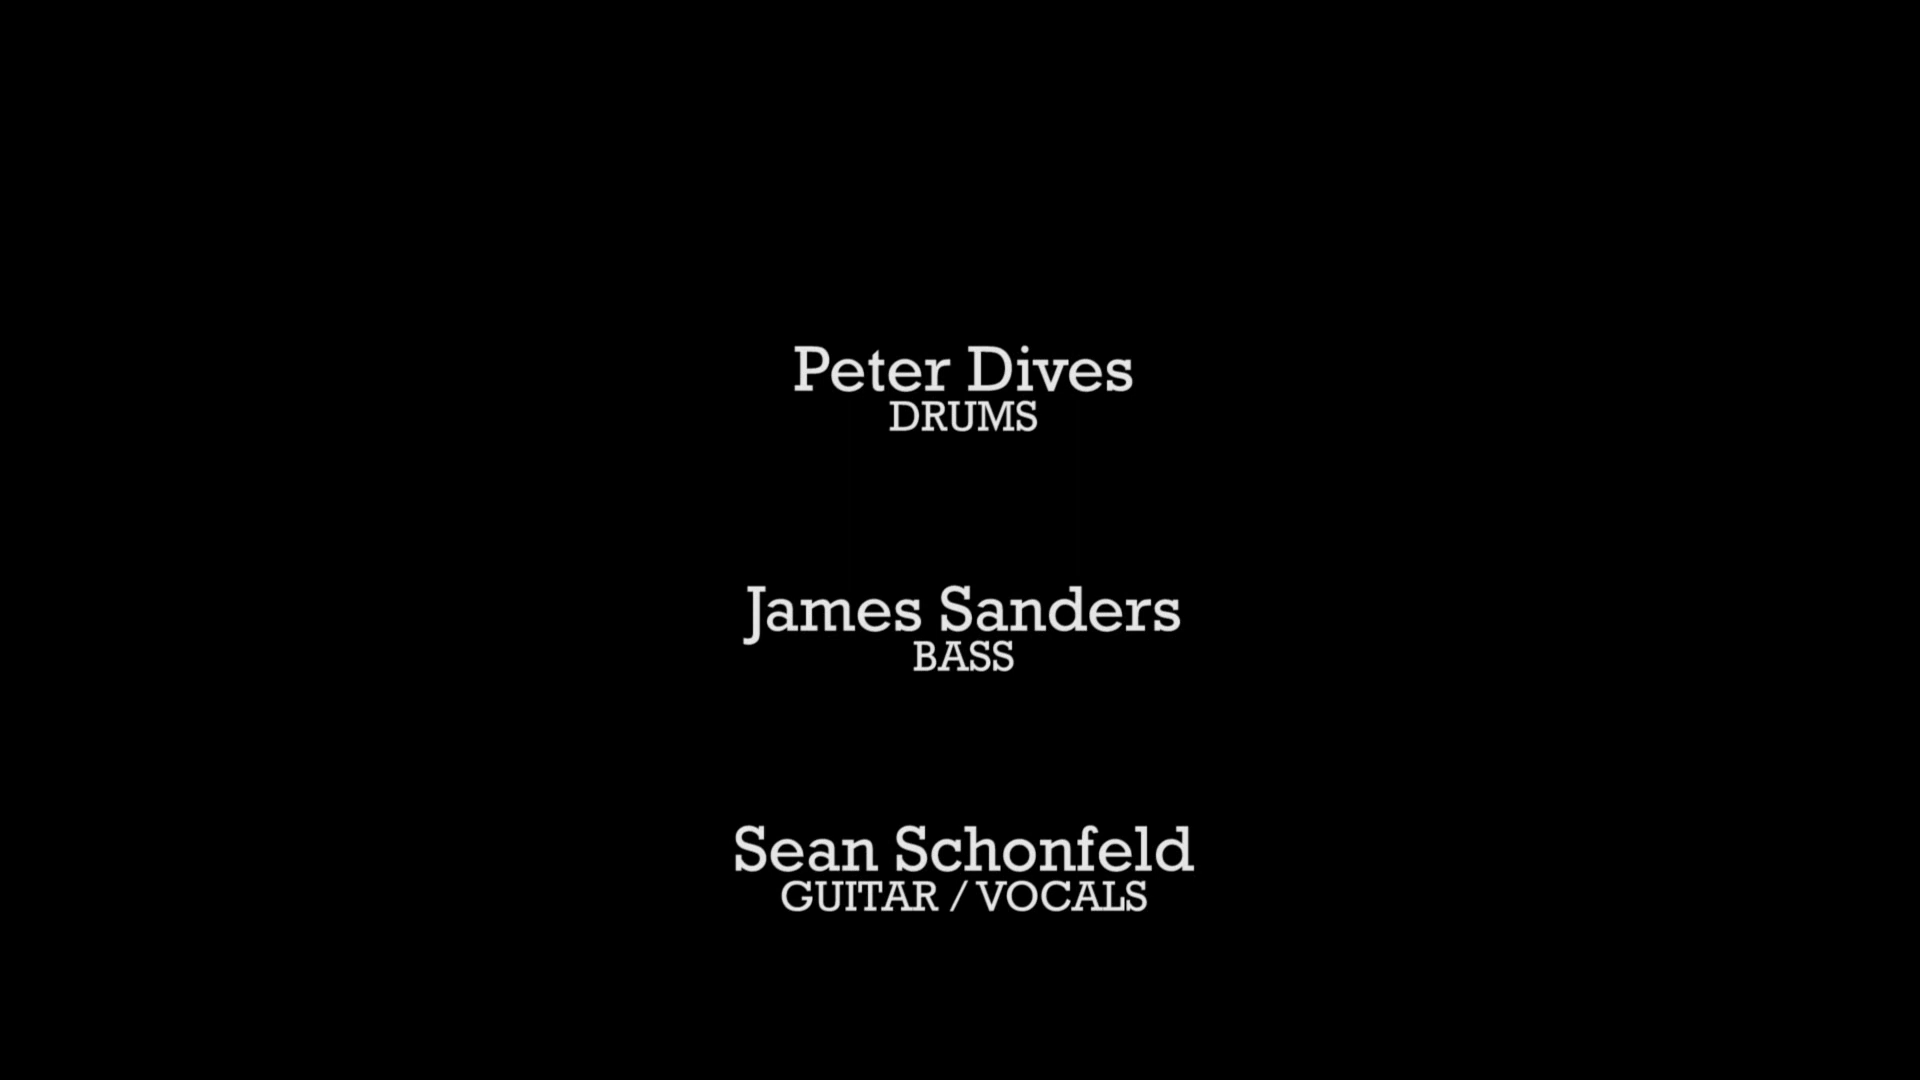 Peter Dives
DRUMS
James Sanders
BASS
Sean Schonfeld
GUITAR / VOCALS